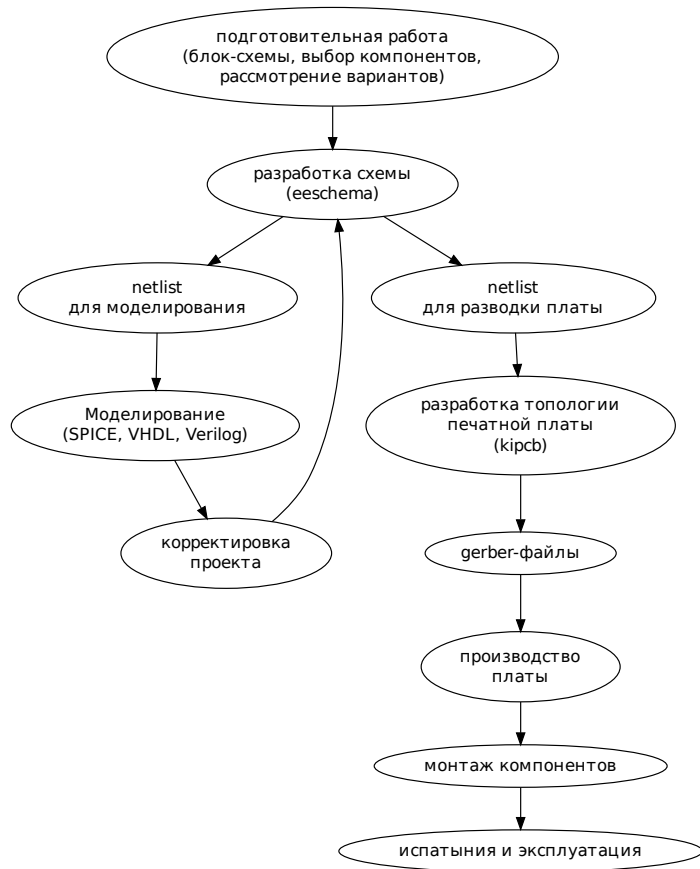 подготовительная работа
(блок-схемы, выбор компонентов,
рассмотрение вариантов)
разработка схемы
(eeschema)
netlist
для моделирования
netlist
для разводки платы
Моделирование
(SPICE, VHDL, Verilog)
разработка топологии
печатной платы
(kipcb)
корректировка
проекта
gerber-файлы
производство
платы
монтаж компонентов
испатыния и эксплуатация